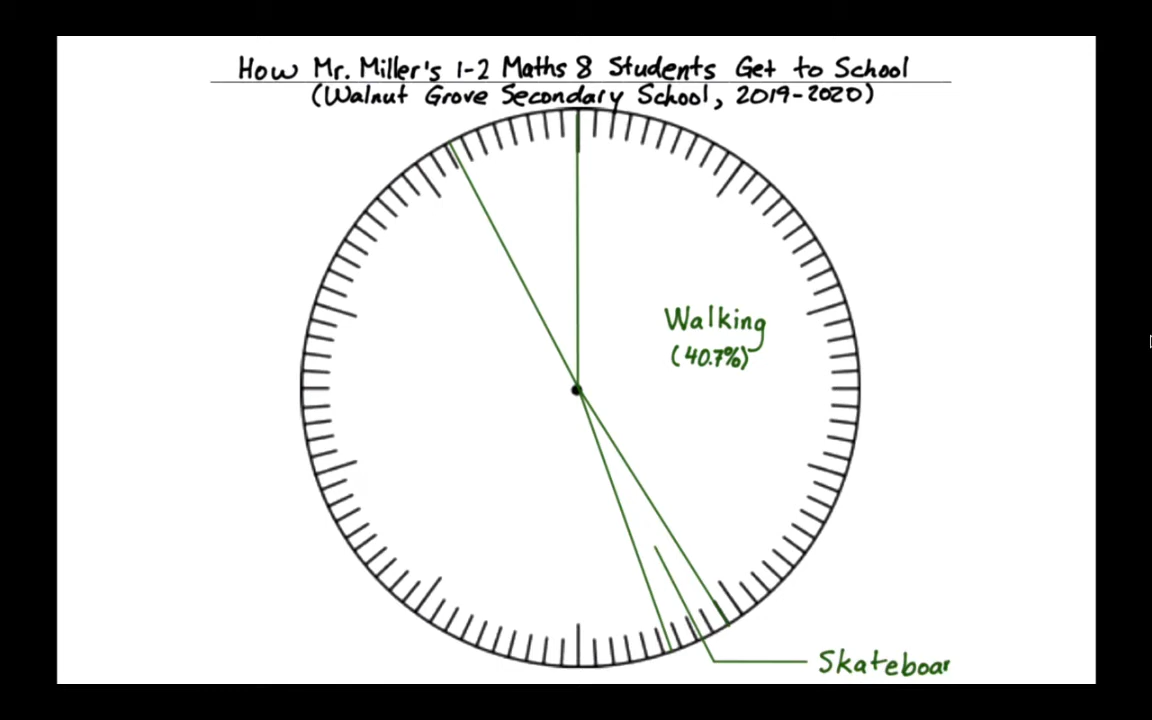 How Mr. Miller's 1-2 Maths 8 Students Get to School
(Walnut Grove Secondary School, 2019-2020)
Walking
(40.7%)
Skateboar